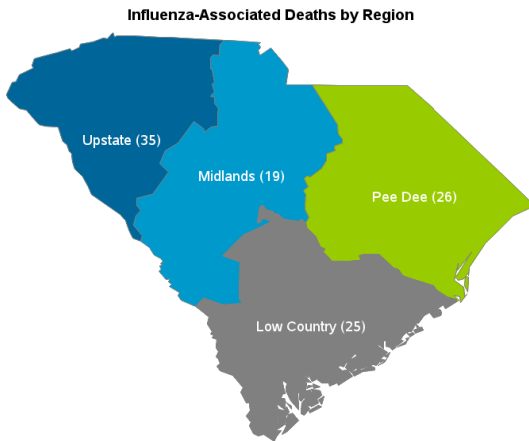 Influenza-Associated Deaths by Region
Upstate (35)
Midlands (19)
Pee Dee (26)
Low Country (25)